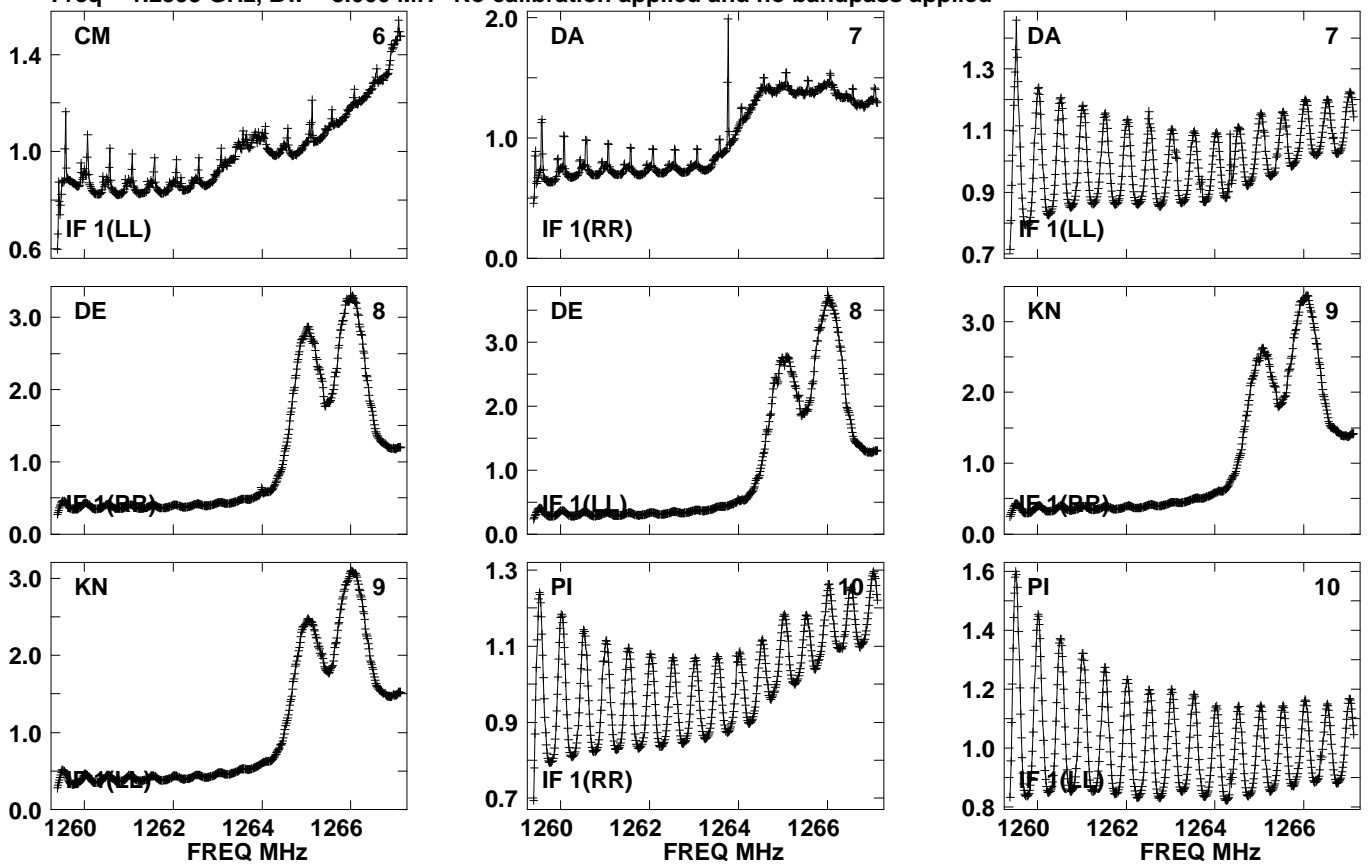 CM 6 DA 7 DA 7
1.4 2.0 1.4
1.3
1.0 1.0 1.1
0.9
0.6 IF 1(LL) 0.0 IF 1(RR) 0.7 IF 1(LL)
DE 8 DE 8 KN 9
3.0 3.0 3.0
2.0 2.0 2.0
1.0 1.0 1.0
0.0 IF 1(RR) 0.0 IF 1(LL) 0.0 IF 1(RR)
KN 9 PI 10 PI 10
3.0 1.3 1.6
1.4
2.0 1.1 1.2
1.0 0.9 1.0
0.0 IF 1(LL) 0.7 IF 1(RR) 0.8 IF 1(LL)
1260 1262 1264 1266 1260 1262 1264 1266 1260 1262 1264 1266
FREQ MHz FREQ MHz FREQ MHz